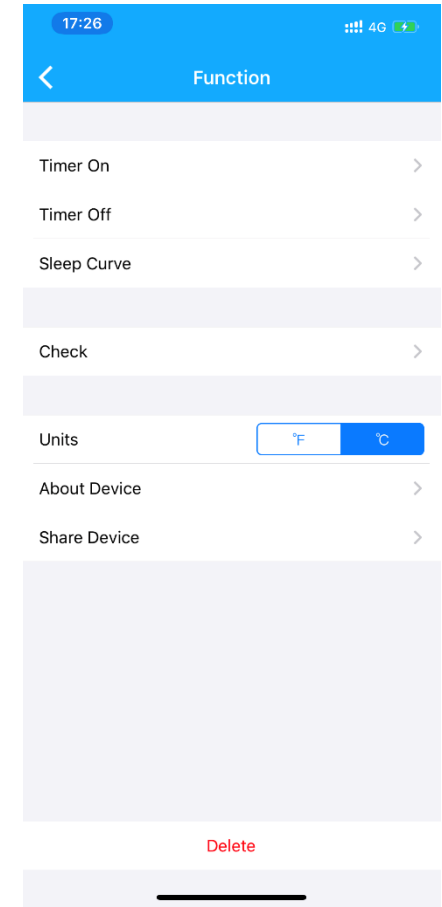 17:26
4G
Function
Timer On
Timer Off
Sleep Curve
Check
Units
°F
°C
About Device
Share Device
Delete